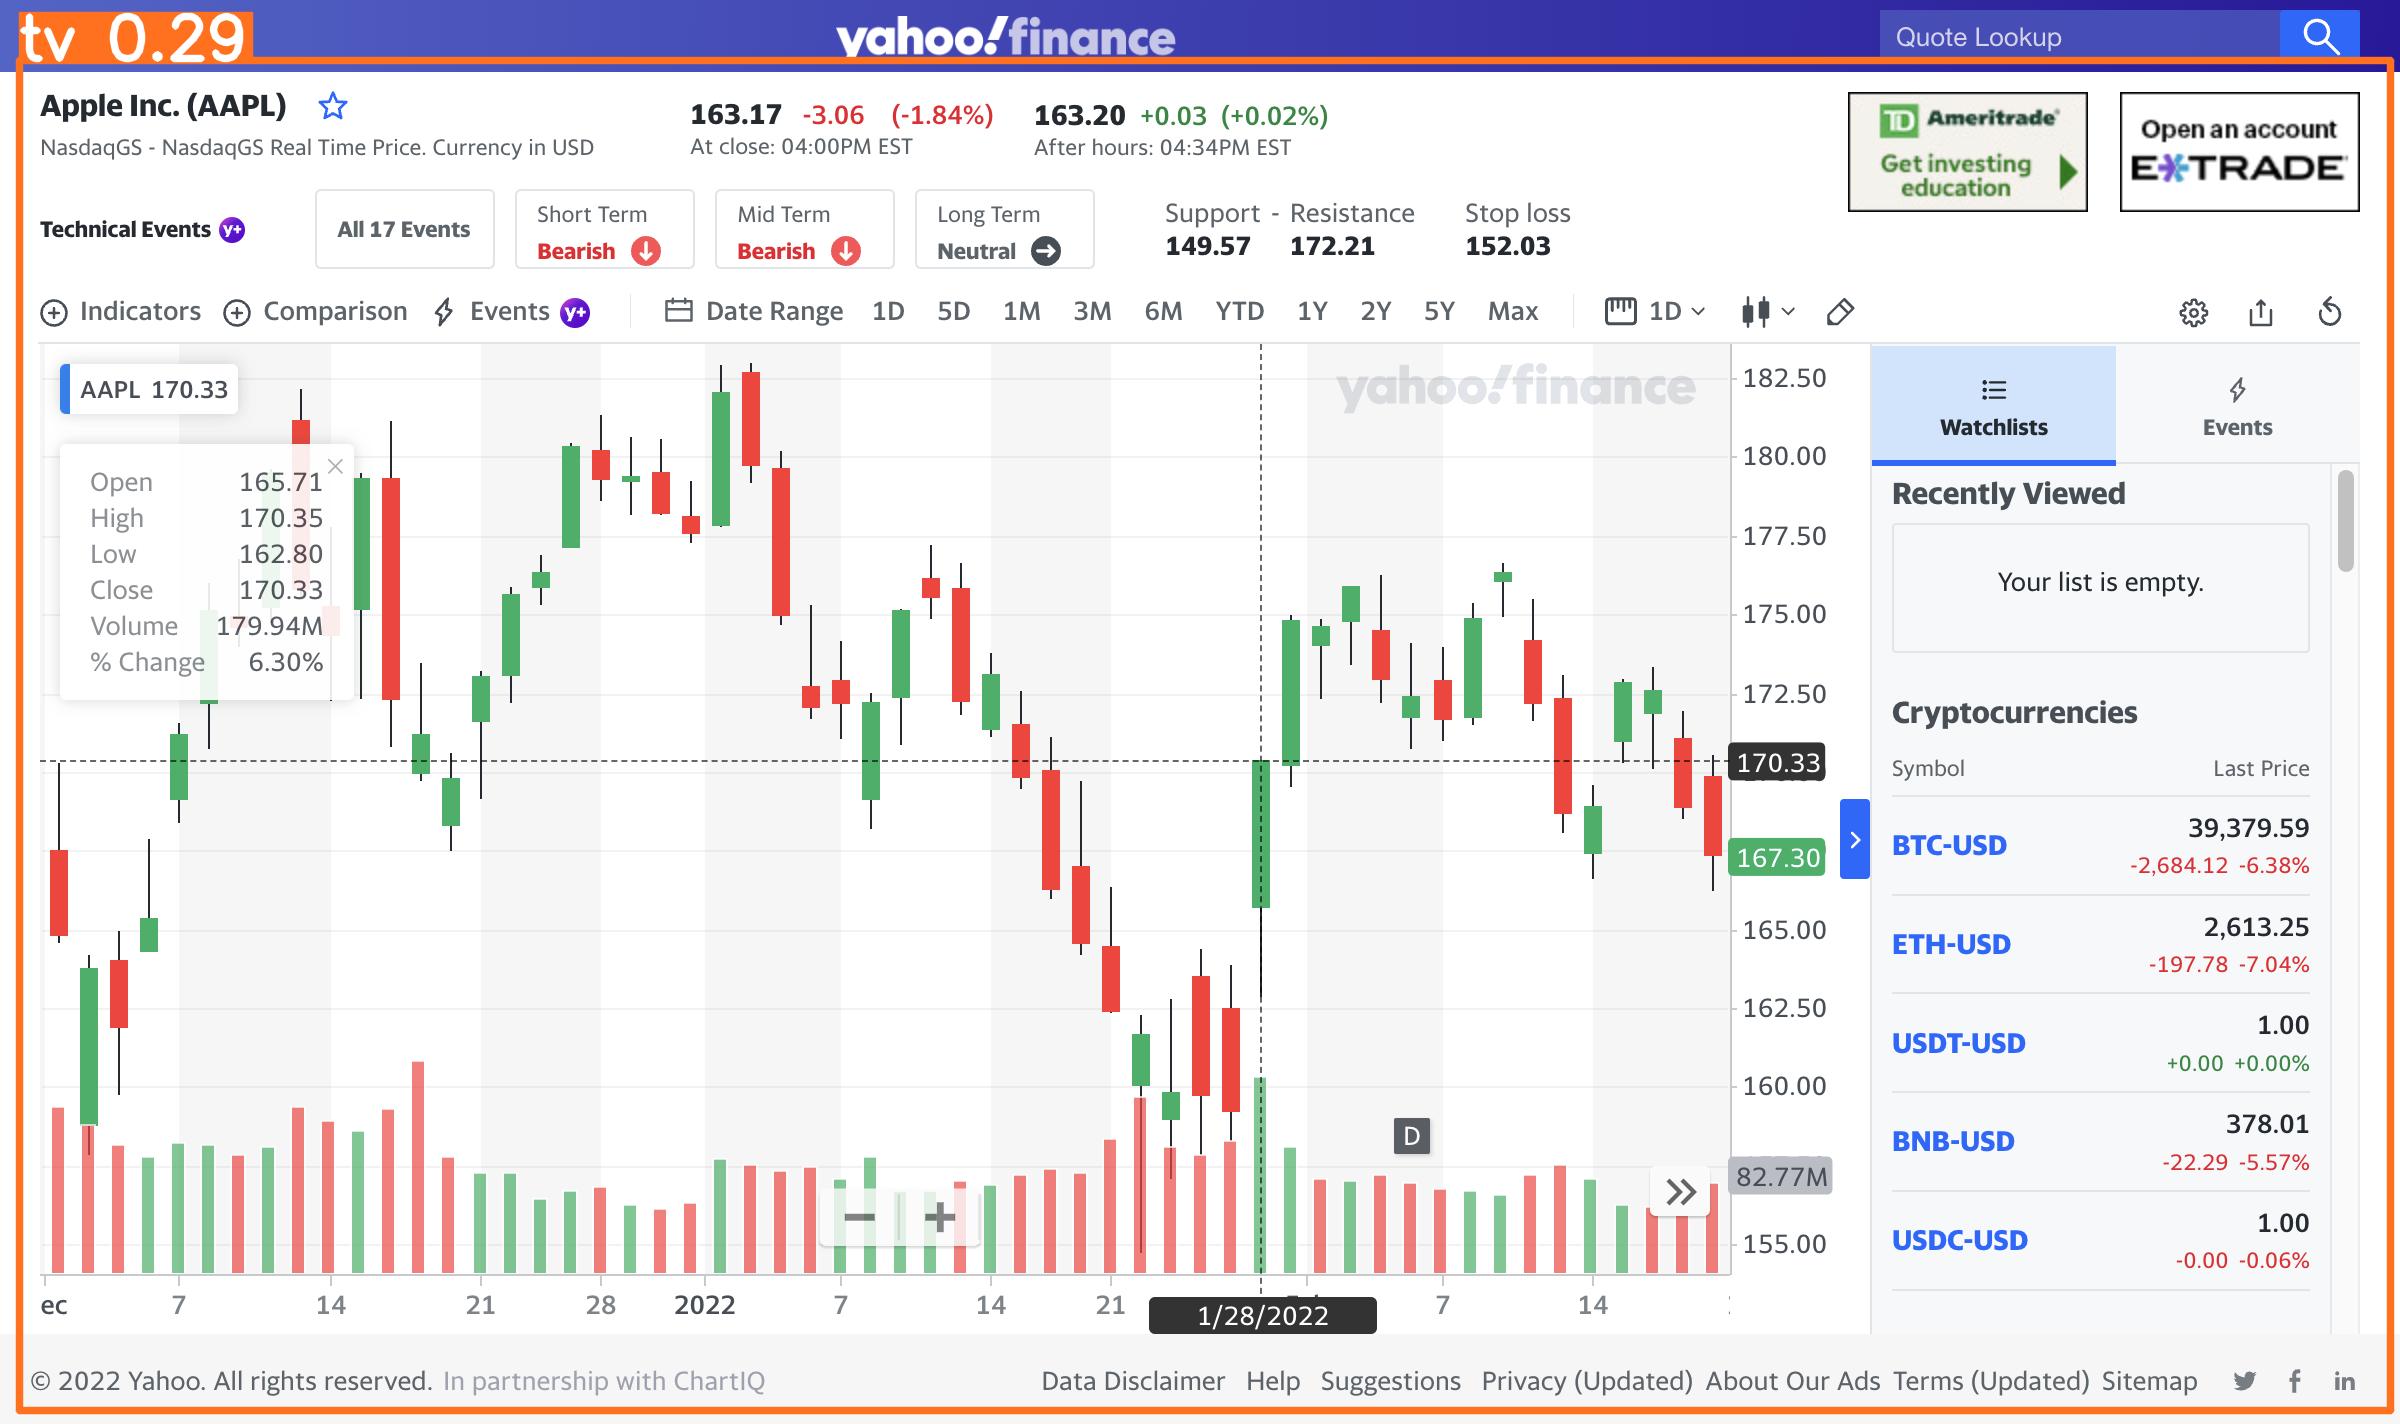 tv 0.29
yahoo!finance
Quote Lookup
Apple Inc. (AAPL)
NasdaqGS - NasdaqGS Real Time Price. Currency in USD
163.17 -3.06 (-1.84%)
At close: 04:00PM EST
163.20 +0.03 (+0.02%)
After hours: 04:34PM EST
TD Ameritrade
Get investing
education
Open an account
E*TRADE
Technical Events y+
All 17 Events
Short Term
Bearish
Mid Term
Bearish
Long Term
Neutral
Support - Resistance
149.57 172.21
Stop loss
152.03
Indicators Comparison Events y+ Date Range 1D 5D 1M 3M 6M YTD 1Y 2Y 5Y Max 1D
AAPL 170.33
yahoo!finance
Open 165.71
High 170.35
Low 162.80
Close 170.33
Volume 179.94M
% Change 6.30%
182.50
180.00
177.50
175.00
172.50
170.33
167.30
165.00
162.50
160.00
82.77M
155.00
D
ec 7 14 21 28 2022 7 14 21 1/28/2022 7 14
Watchlists
Events
Recently Viewed
Your list is empty.
Cryptocurrencies
Symbol Last Price
BTC-USD 39,379.59
-2,684.12 -6.38%
ETH-USD 2,613.25
-197.78 -7.04%
USDT-USD 1.00
+0.00 +0.00%
BNB-USD 378.01
-22.29 -5.57%
USDC-USD 1.00
-0.00 -0.06%
© 2022 Yahoo. All rights reserved. In partnership with ChartIQ
Data Disclaimer Help Suggestions Privacy (Updated) About Our Ads Terms (Updated) Sitemap